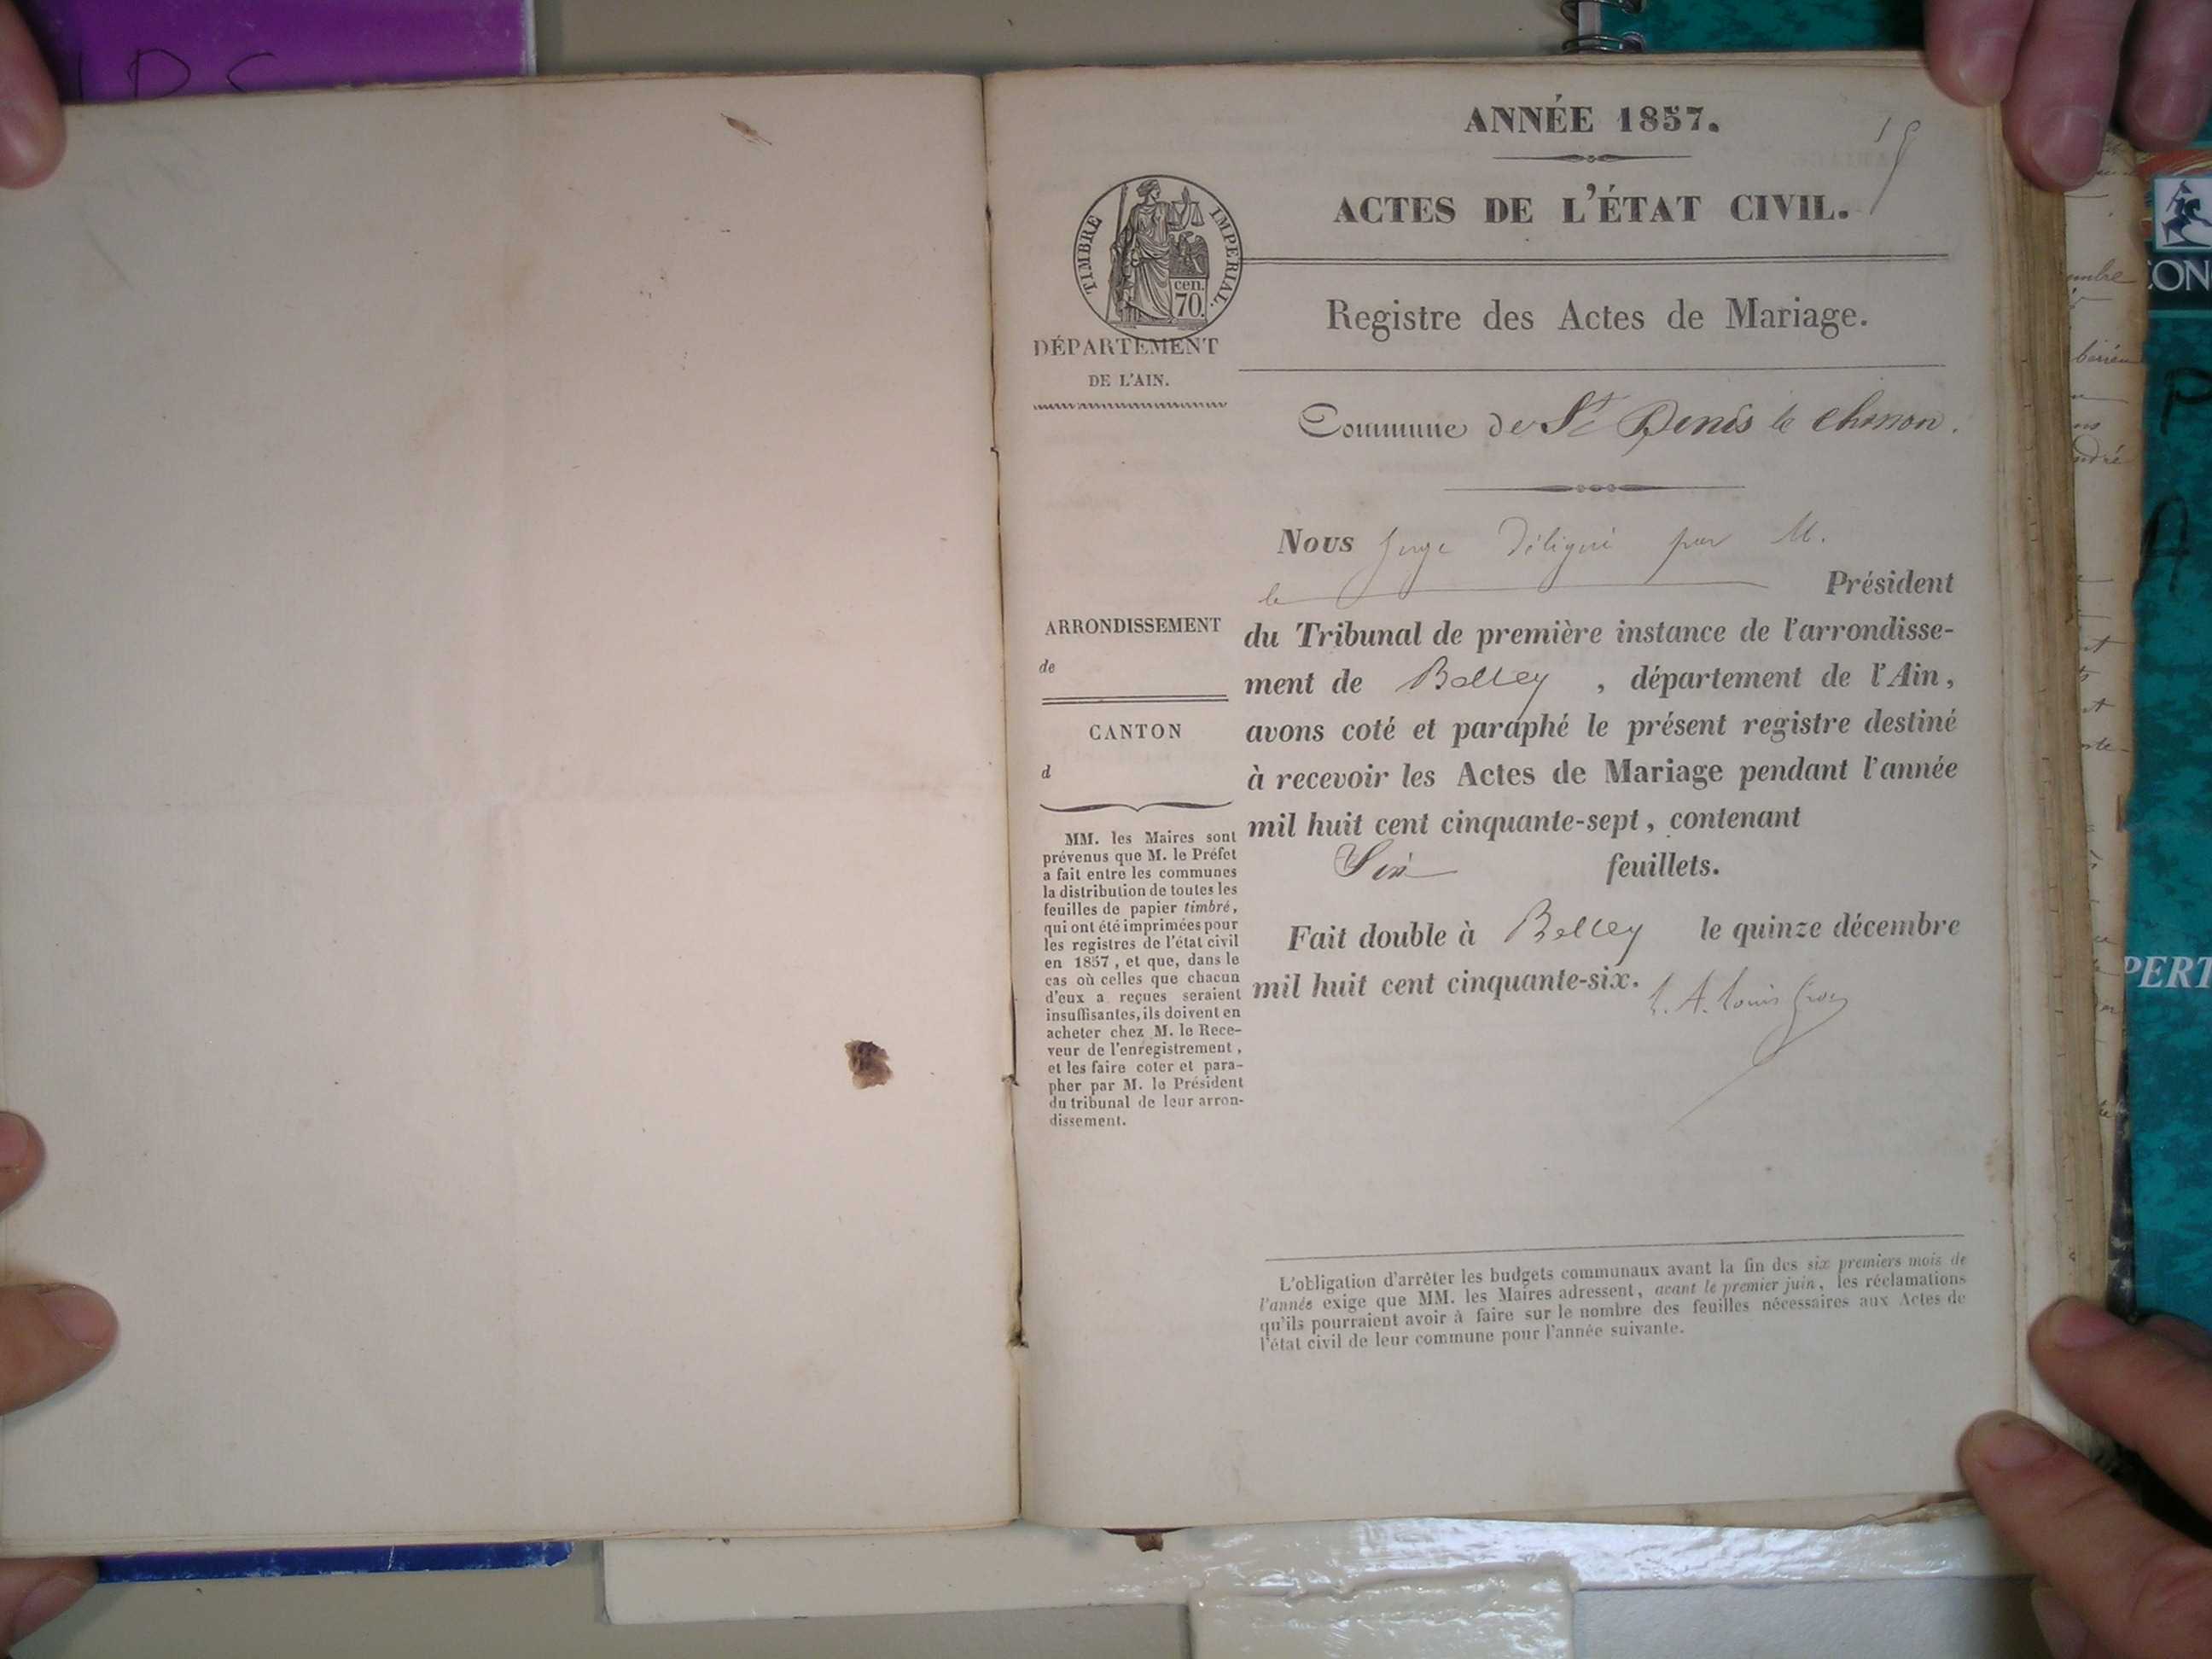 ANNÉE 1857.
ACTES DE L'ÉTAT CIVIL.
TIMBRE IMPERIAL.
cen.
70.
DÉPARTEMENT
DE L'AIN.
Registre des Actes de Mariage.
Commune de St Denis le Chosson.
Nous Juge Délégué par M.
le Président
du Tribunal de première instance de l'arrondisse-
ment de Belley, département de l'Ain,
avons coté et paraphé le présent registre destiné
à recevoir les Actes de Mariage pendant l'année
mil huit cent cinquante-sept, contenant
Six feuillets.
Fait double à Belley le quinze décembre
mil huit cent cinquante-six.
ARRONDISSEMENT
de
CANTON
d
MM. les Maires sont
prévenus que M. le Préfet
a fait entre les communes
la distribution de toutes les
feuilles de papier timbré,
qui ont été imprimées pour
les registres de l'état civil
en 1857, et que, dans le
cas où celles que chacun
d'eux a reçues seraient
insuffisantes, ils doivent en
acheter chez M. le Rece-
veur de l'enregistrement,
et les faire coter et para-
pher par M. le Président
du tribunal de leur arron-
dissement.
L'obligation d'arrêter les budgets communaux avant la fin des six premiers mois de
l'année exige que MM. les Maires adressent, avant le premier juin, les réclamations
qu'ils pourraient avoir à faire sur le nombre des feuilles nécessaires aux Actes de
l'état civil de leur commune pour l'année suivante.
CON
P
A
PERT